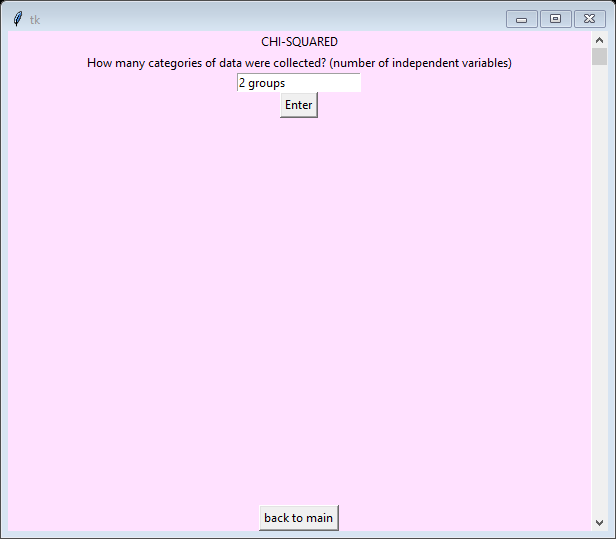 tk
CHI-SQUARED
How many categories of data were collected? (number of independent variables)
2 groups
Enter
back to main